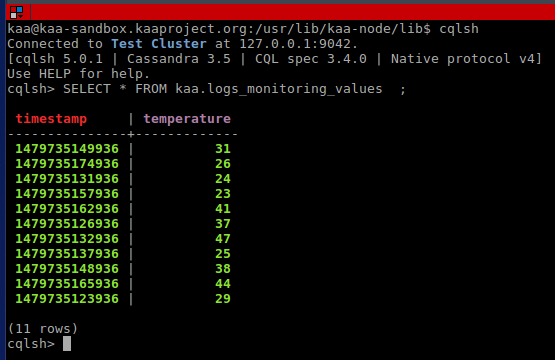 kaa@kaa-sandbox.kaaproject.org:/usr/lib/kaa-node/lib$ cqlsh
Connected to Test Cluster at 127.0.0.1:9042.
[cqlsh 5.0.1 | Cassandra 3.5 | CQL spec 3.4.0 | Native protocol v4]
Use HELP for help.
cqlsh> SELECT * FROM kaa.logs_monitoring_values  ;
 timestamp     | temperature
---------------+-------------
 1479735149936 |          31
 1479735174936 |          26
 1479735131936 |          24
 1479735157936 |          23
 1479735162936 |          41
 1479735126936 |          37
 1479735132936 |          47
 1479735137936 |          25
 1479735148936 |          38
 1479735165936 |          44
 1479735123936 |          29
(11 rows)
cqlsh>